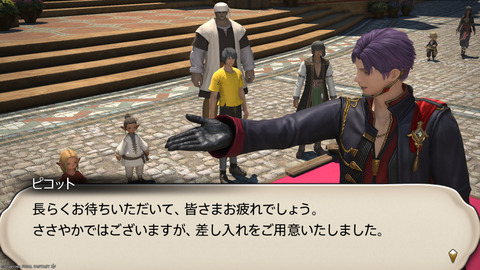 ピコット
長らくお待ちいただいて、皆さまお疲れでしょう。
ささやかではございますが、差し入れをご用意いたしました。